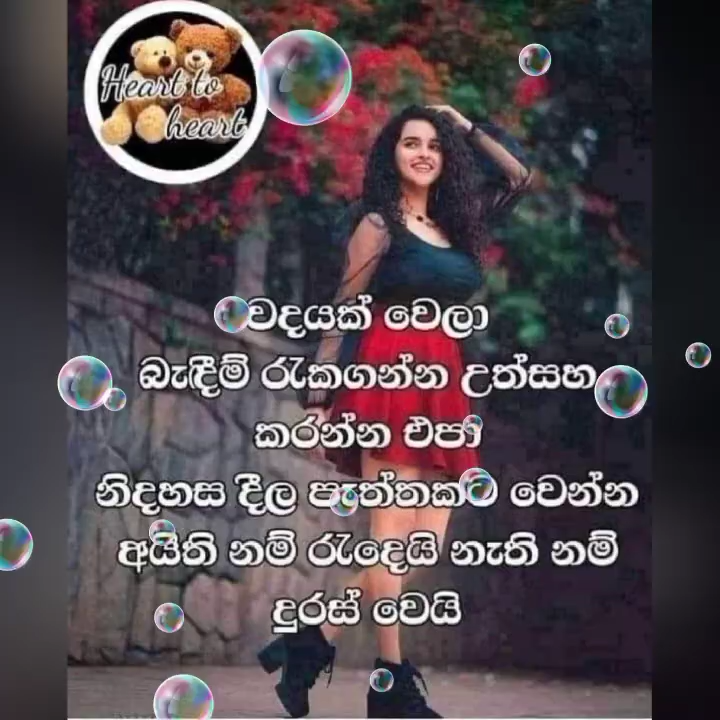 Heart to
heart
වදයක් වෙලා
බැඳීම් රැකගන්න උත්සහ
කරන්න එපා
නිදහස දීල පැත්තකට වෙන්න
අයිති නම් රැදෙයි නැති නම්
දුරස් වෙයි